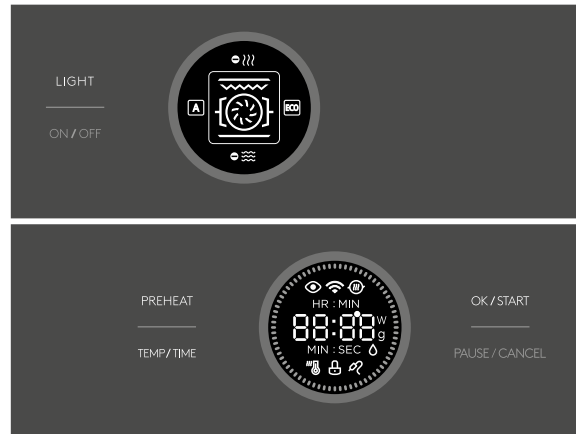 LIGHT
A
ECO
ON / OFF
HR : MIN
PREHEAT
OK / START
88:88 W
g
TEMP / TIME
MIN : SEC
PAUSE / CANCEL